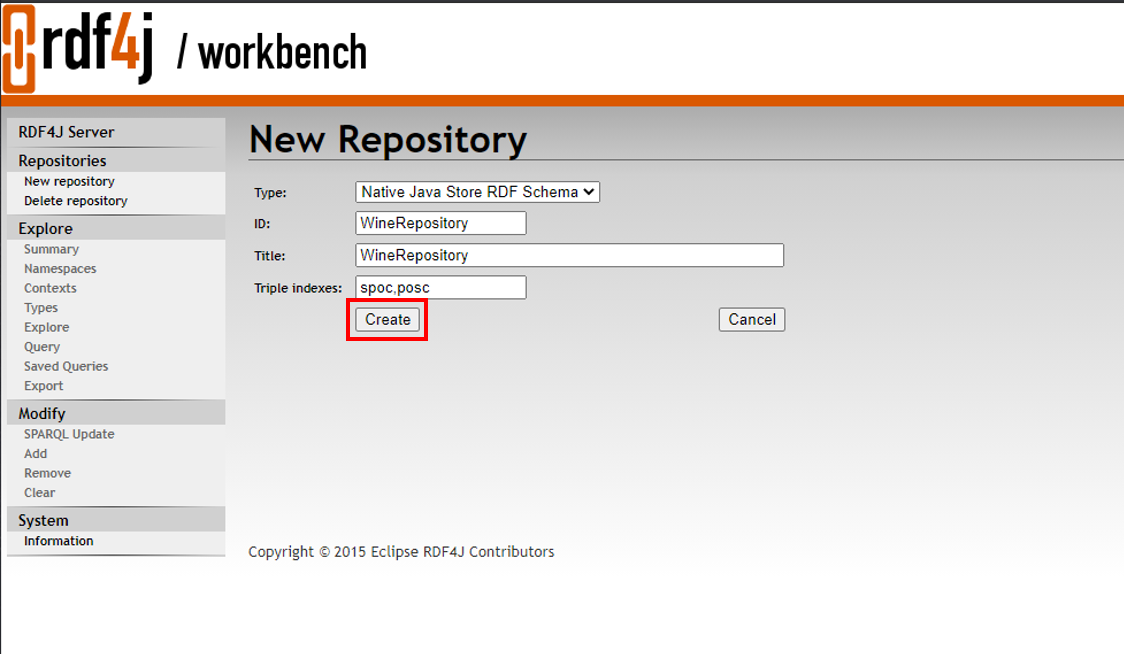 rdf4j / workbench
RDF4J Server
Repositories
New repository
Delete repository
Explore
Summary
Namespaces
Contexts
Types
Explore
Query
Saved Queries
Export
Modify
SPARQL Update
Add
Remove
Clear
System
Information
New Repository
Type: Native Java Store RDF Schema
ID: WineRepository
Title: WineRepository
Triple indexes: spoc,posc
Create Cancel
Copyright © 2015 Eclipse RDF4J Contributors